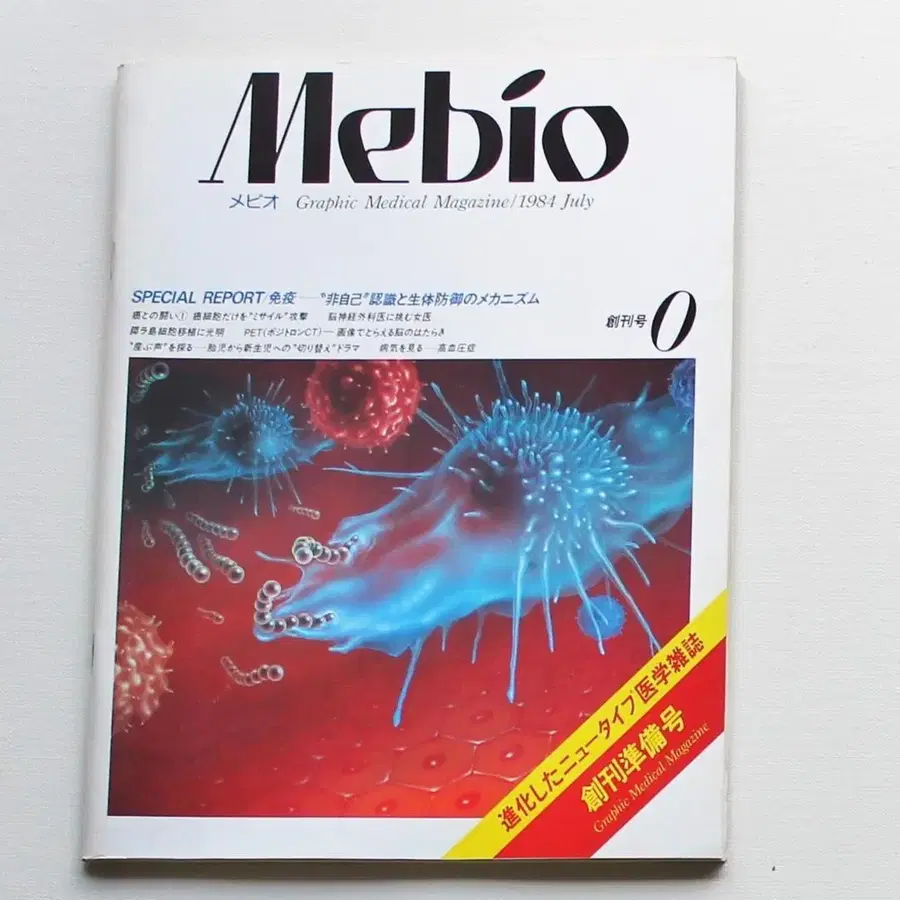 Mebio
メビオ Graphic Medical Magazine/1984 July
SPECIAL REPORT/免疫──“非自己”認識と生体防御のメカニズム
癌との闘い① 癌細胞だけを“ミサイル”攻撃 脳神経外科医に挑む女医
膵ラ島細胞移植に光明 PET(ポジトロンCT)─画像でとらえる脳のはたらき
“産ぶ声”を探る─胎児から新生児への“切り替え”ドラマ 病気を見る─高血圧症
創刊号 0
進化したニュータイプ医学雑誌
創刊準備号
Graphic Medical Magazine